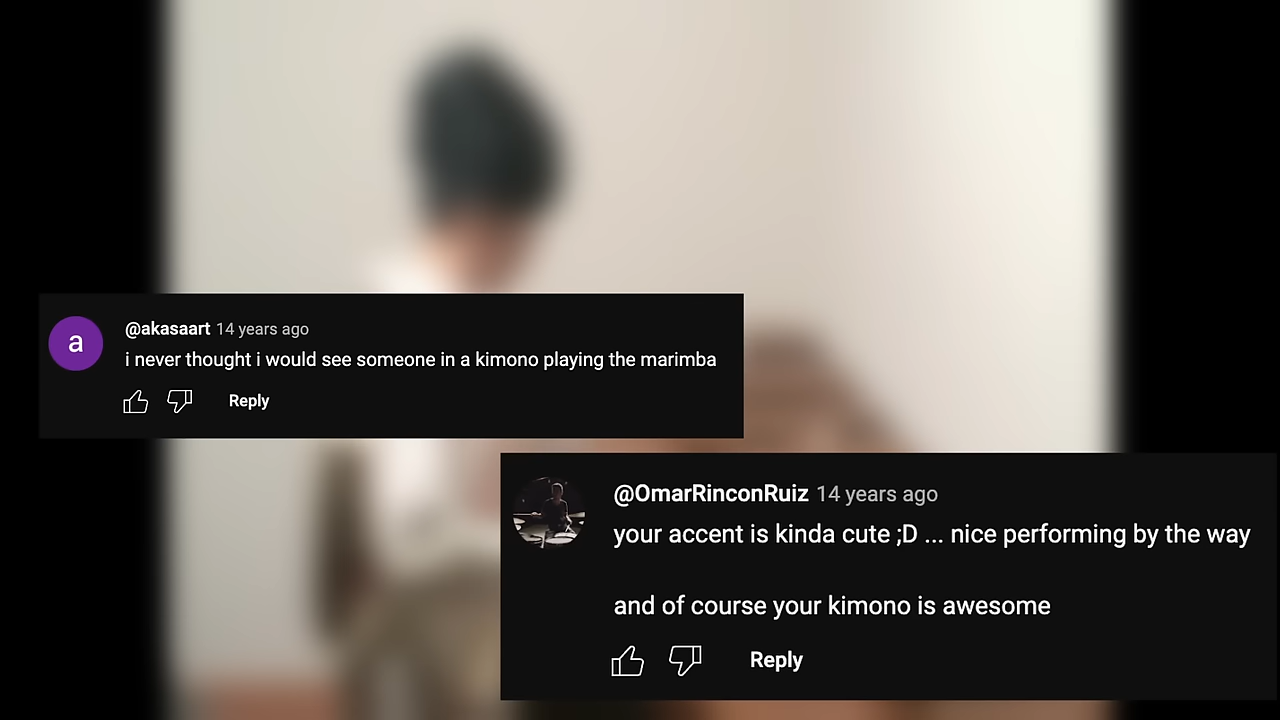 a
@akasaart 14 years ago
i never thought i would see someone in a kimono playing the marimba
Reply
@OmarRinconRuiz 14 years ago
your accent is kinda cute ;D ... nice performing by the way
and of course your kimono is awesome
Reply